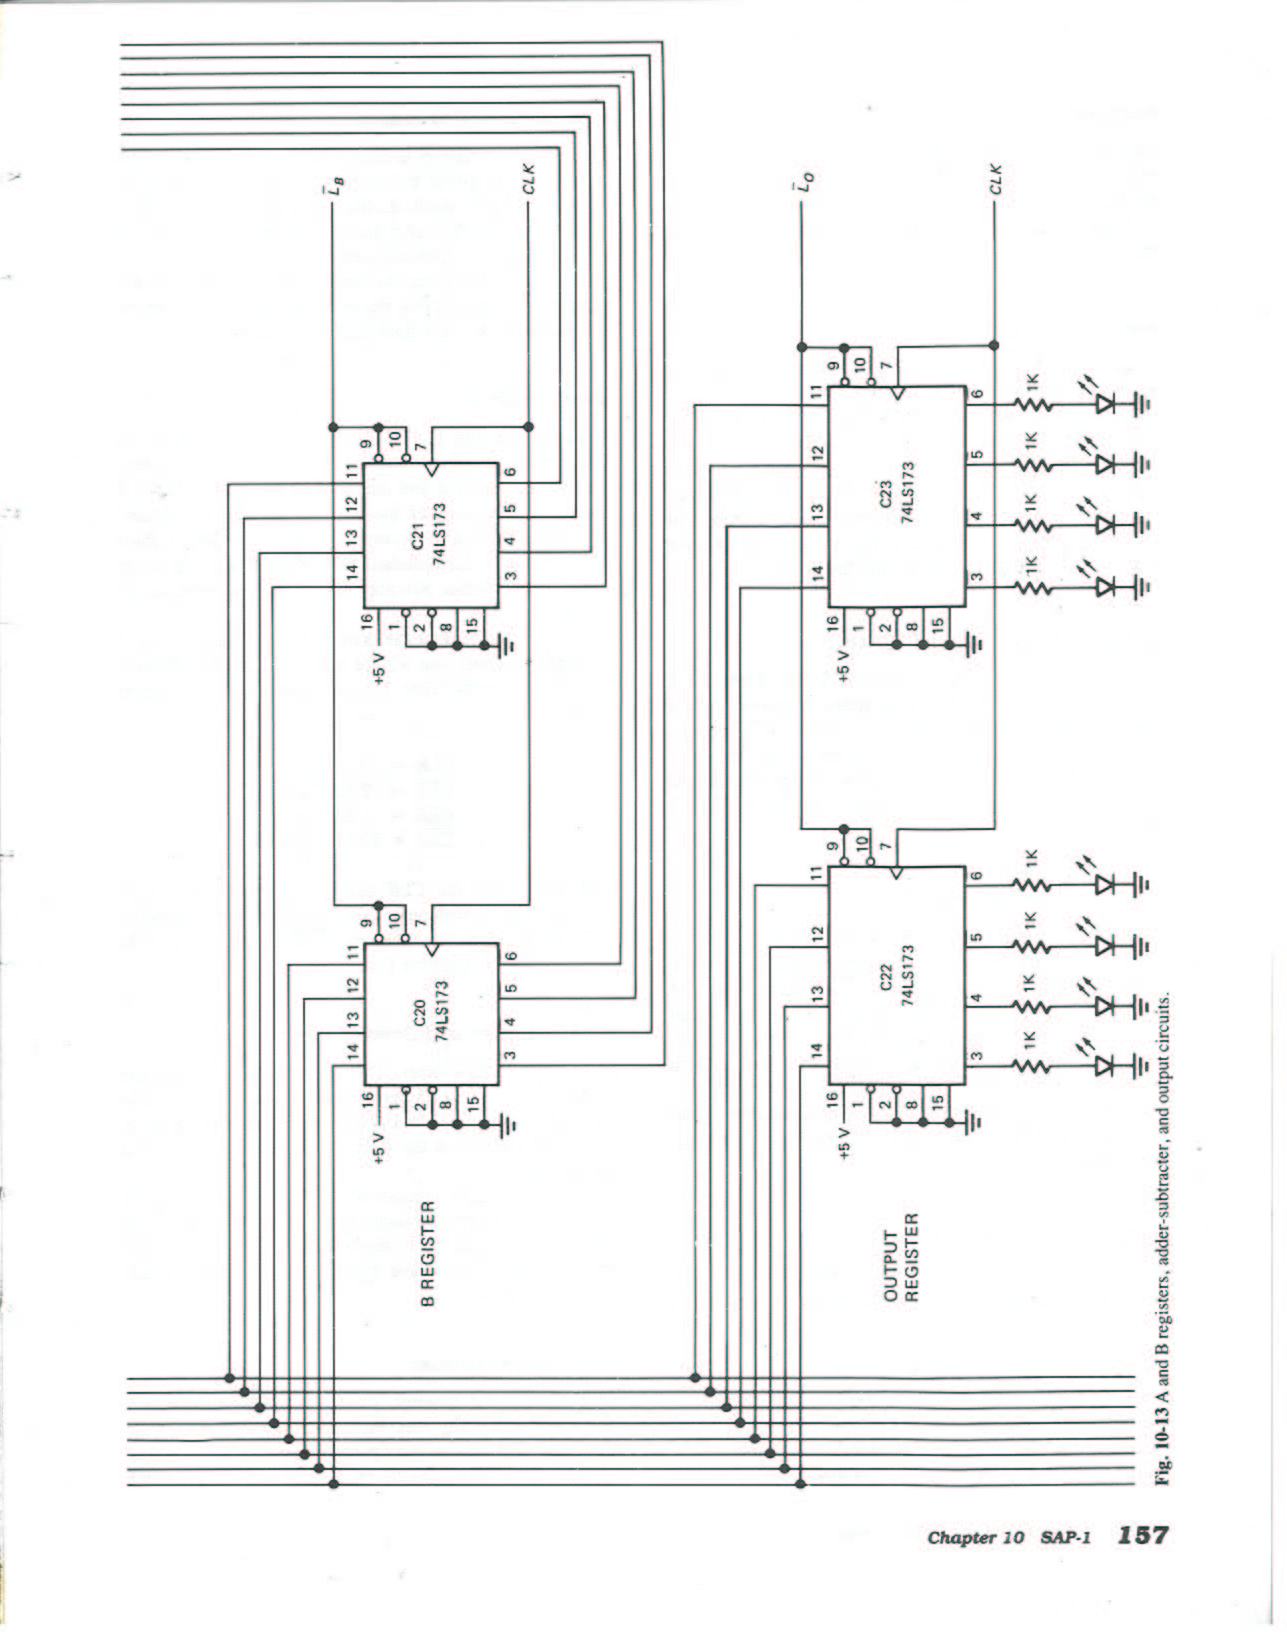 L̅B
CLK
9
10
7
11
12
13
14
C21
74LS173
6
5
4
3
16
1
2
8
15
+5 V
9
10
7
11
12
13
14
C20
74LS173
6
5
4
3
16
1
2
8
15
+5 V
B REGISTER
L̅O
CLK
9
10
7
11
12
13
14
C23
74LS173
6
5
4
3
1K
1K
1K
1K
16
1
2
8
15
+5 V
9
10
7
11
12
13
14
C22
74LS173
6
5
4
3
1K
1K
1K
1K
16
1
2
8
15
+5 V
OUTPUT
REGISTER
Fig. 10-13 A and B registers, adder-subtracter, and output circuits.
Chapter 10 SAP-1 157